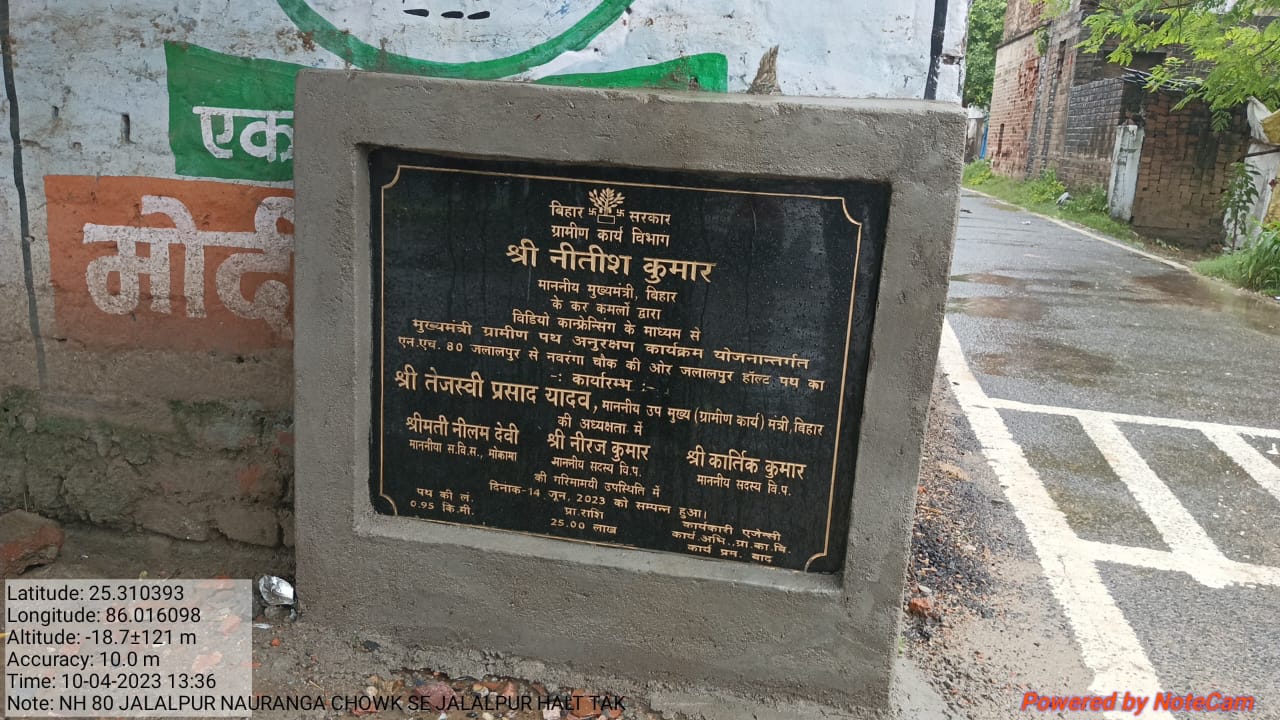 एक
मोदी
बिहार सरकार
ग्रामीण कार्य विभाग
श्री नीतीश कुमार
माननीय मुख्यमंत्री, बिहार
के कर कमलों द्वारा
विडियो कान्फ्रेन्सिंग के माध्यम से
मुख्यमंत्री ग्रामीण पथ अनुरक्षण कार्यक्रम योजनान्तर्गत
एन.एच. 80 जलालपुर से नवरंगा चौक की ओर जलालपुर हॉल्ट पथ का
-: कार्यारम्भ :-
श्री तेजस्वी प्रसाद यादव, माननीय उप मुख्य (ग्रामीण कार्य) मंत्री, बिहार
की अध्यक्षता में
श्रीमती नीलम देवी श्री नीरज कुमार श्री कार्तिक कुमार
माननीया स.वि.स., मोकामा माननीय सदस्य वि.प. माननीय सदस्य वि.प.
की गरिमामयी उपस्थिति में
दिनांक-14 जून, 2023 को सम्पन्न हुआ।
पथ की लं. प्रा.राशि कार्यकारी एजेन्सी
0.95 कि.मी. 25.00 लाख कार्य.अभि.,ग्रा.का.वि.
कार्य प्रम. बाढ
Latitude: 25.310393
Longitude: 86.016098
Altitude: -18.7±121 m
Accuracy: 10.0 m
Time: 10-04-2023 13:36
Note: NH 80 JALALPUR NAURANGA CHOWK SE JALALPUR HALT TAK
Powered by NoteCam